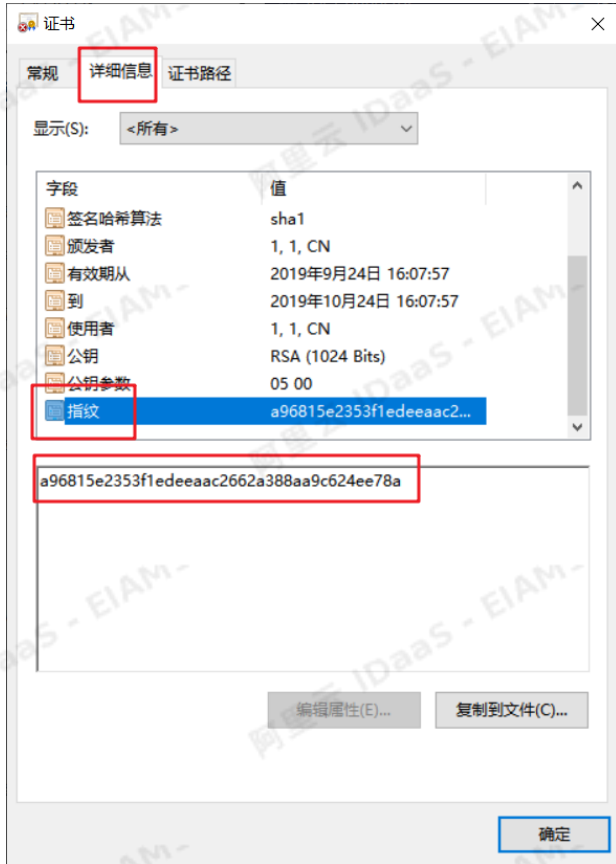 证书
常规 详细信息 证书路径
显示(S): <所有>
字段 值
签名哈希算法 sha1
颁发者 1, 1, CN
有效期从 2019年9月24日 16:07:57
到 2019年10月24日 16:07:57
使用者 1, 1, CN
公钥 RSA (1024 Bits)
公钥参数 05 00
指纹 a96815e2353f1edeeaac2...
a96815e2353f1edeeaac2662a388aa9c624ee78a
编辑属性(E)... 复制到文件(C)...
确定
阿里云 IDaaS - EIAM-